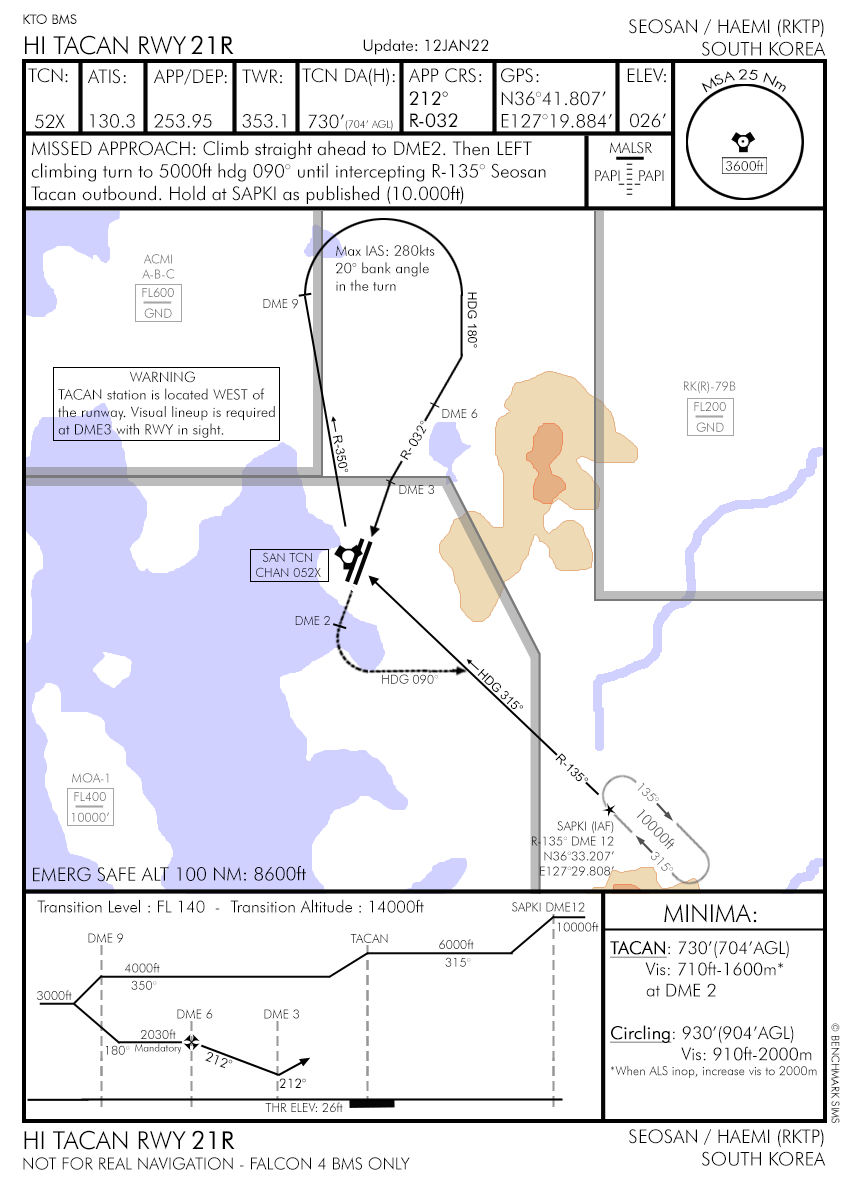 KTO BMS
HI TACAN RWY 21R
Update: 12JAN22
SEOSAN / HAEMI (RKTP)
SOUTH KOREA
TCN:
52X
ATIS:
130.3
APP/DEP:
253.95
TWR:
353.1
TCN DA(H):
730'(704' AGL)
APP CRS:
212°
R-032
GPS:
N36°41.807'
E127°19.884'
ELEV:
026'
MSA 25 Nm
3600ft
MISSED APPROACH: Climb straight ahead to DME2. Then LEFT
climbing turn to 5000ft hdg 090° until intercepting R-135° Seosan
Tacan outbound. Hold at SAPKI as published (10.000ft)
MALSR
PAPI
PAPI
ACMI
A-B-C
FL600
GND
Max IAS: 280kts
20° bank angle
in the turn
DME 9
HDG 180°
WARNING
TACAN station is located WEST of
the runway. Visual lineup is required
at DME3 with RWY in sight.
RK(R)-79B
FL200
GND
DME 6
R-032°
R-350°
DME 3
SAN TCN
CHAN 052X
DME 2
HDG 090°
HDG 315°
R-135°
MOA-1
FL400
10000'
135°
10000ft
315°
SAPKI (IAF)
R-135° DME 12
N36°33.207'
E127°29.808'
EMERG SAFE ALT 100 NM: 8600ft
Transition Level : FL 140 - Transition Altitude : 14000ft
SAPKI DME12
10000ft
DME 9
TACAN
6000ft
315°
4000ft
350°
3000ft
DME 6
DME 3
2030ft
Mandatory
180°
212°
212°
THR ELEV: 26ft
MINIMA:
TACAN: 730'(704'AGL)
Vis: 710ft-1600m*
at DME 2
Circling: 930'(904'AGL)
Vis: 910ft-2000m
*When ALS inop, increase vis to 2000m
© BENCHMARK SIMS
HI TACAN RWY 21R
NOT FOR REAL NAVIGATION - FALCON 4 BMS ONLY
SEOSAN / HAEMI (RKTP)
SOUTH KOREA